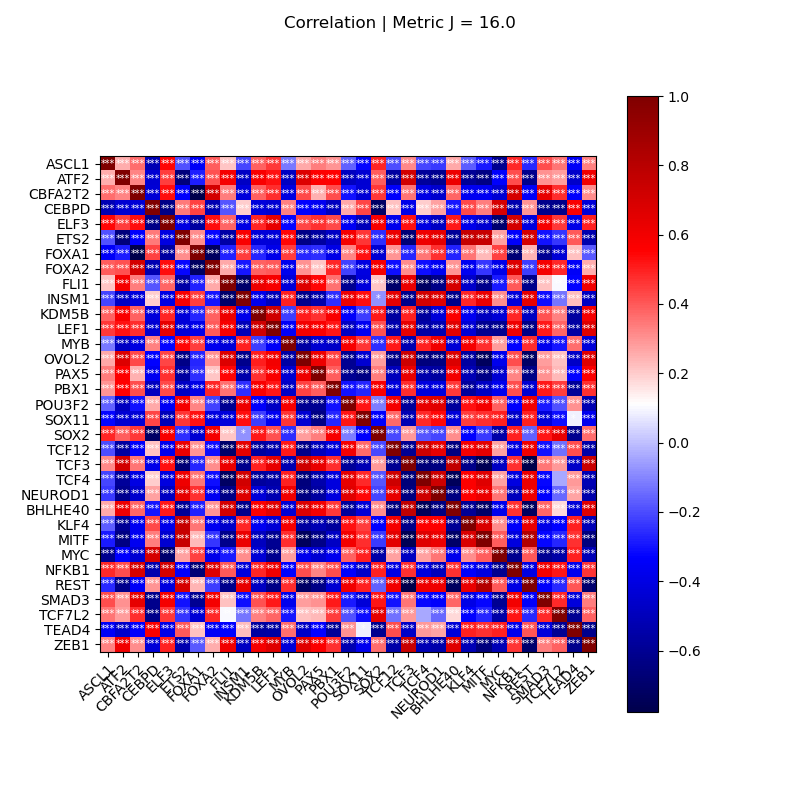 Correlation | Metric J = 16.0
ASCL1
ATF2
CBFA2T2
CEBPD
ELF3
ETS2
FOXA1
FOXA2
FLI1
INSM1
KDM5B
LEF1
MYB
OVOL2
PAX5
PBX1
POU3F2
SOX11
SOX2
TCF12
TCF3
TCF4
NEUROD1
BHLHE40
KLF4
MITF
MYC
NFKB1
REST
SMAD3
TCF7L2
TEAD4
ZEB1
ASCL1 ATF2 CBFA2T2 CEBPD ELF3 ETS2 FOXA1 FOXA2 FLI1 INSM1 KDM5B LEF1 MYB OVOL2 PAX5 PBX1 POU3F2 SOX11 SOX2 TCF12 TCF3 TCF4 NEUROD1 BHLHE40 KLF4 MITF MYC NFKB1 REST SMAD3 TCF7L2 TEAD4 ZEB1
1.0
0.8
0.6
0.4
0.2
0.0
−0.2
−0.4
−0.6